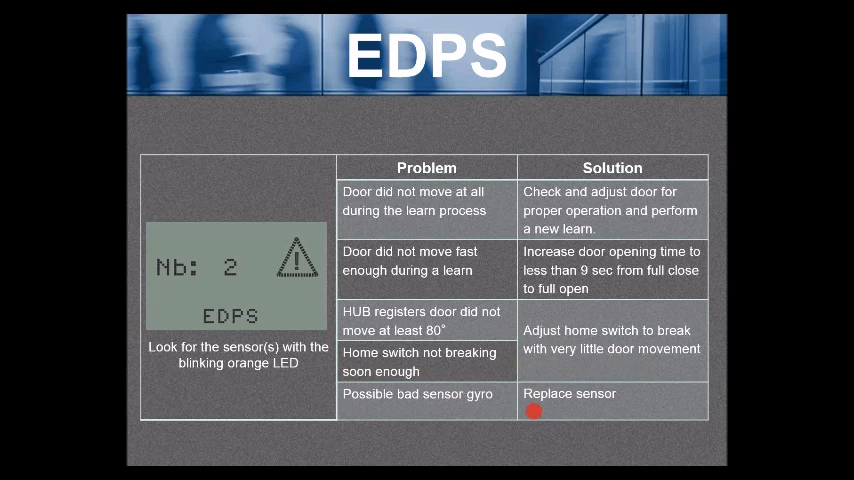 EDPS
Problem
Solution
Door did not move at all
during the learn process
Check and adjust door for
proper operation and perform
a new learn.
Door did not move fast
enough during a learn
Increase door opening time to
less than 9 sec from full close
to full open
HUB registers door did not
move at least 80°
Home switch not breaking
soon enough
Adjust home switch to break
with very little door movement
Possible bad sensor gyro
Replace sensor
Nb: 2
!
EDPS
Look for the sensor(s) with the
blinking orange LED